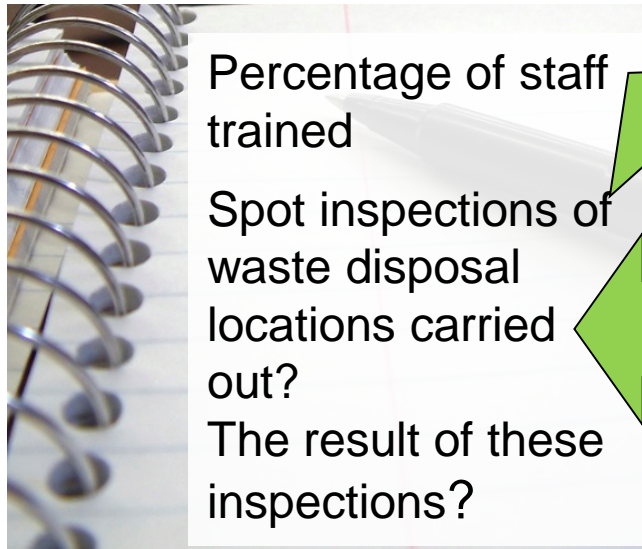 Percentage of staff
trained
Spot inspections of
waste disposal
locations carried
out?
The result of these
inspections?